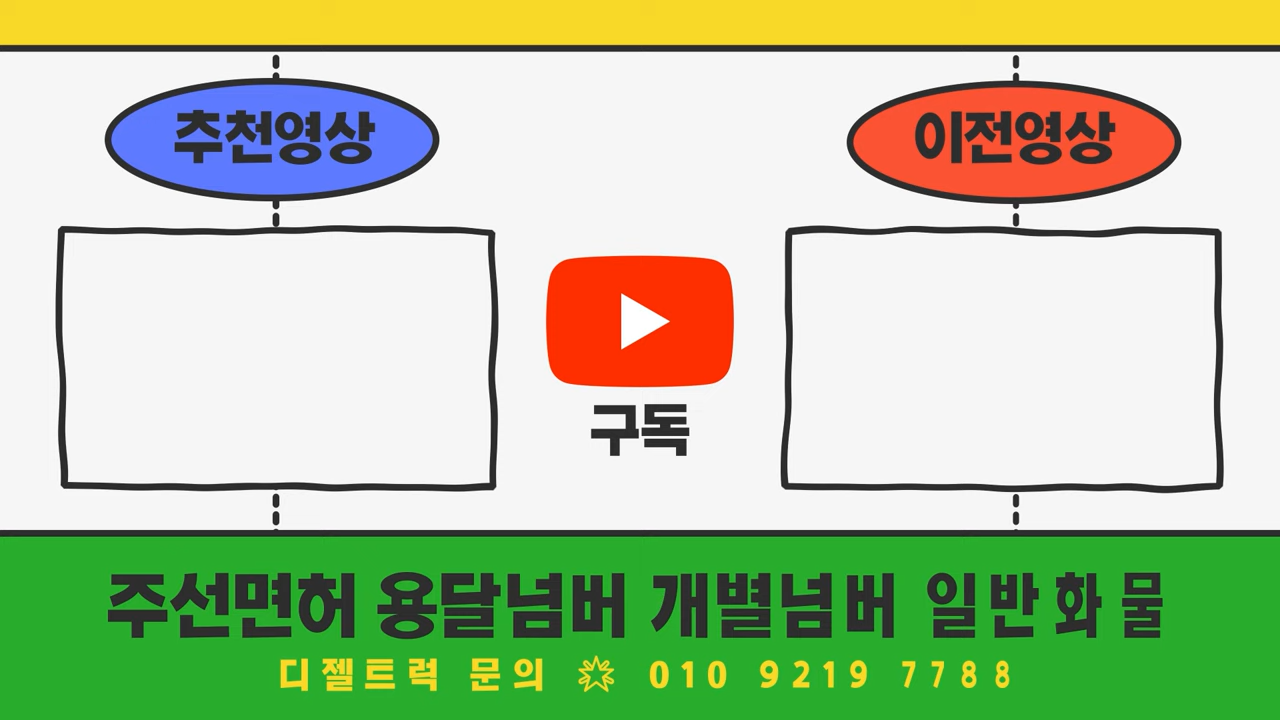 추천영상
이전영상
구독
주선면허 용달넘버 개별넘버 일반화물
디젤트럭 문의 010 9219 7788